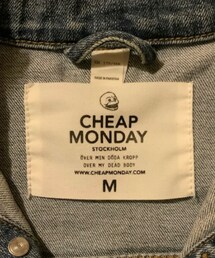 CHEAP
MONDAY
STOCKHOLM
ÖVER MIN DÖDA KROPP
OVER MY DEAD BODY
WWW.CHEAPMONDAY.COM
M